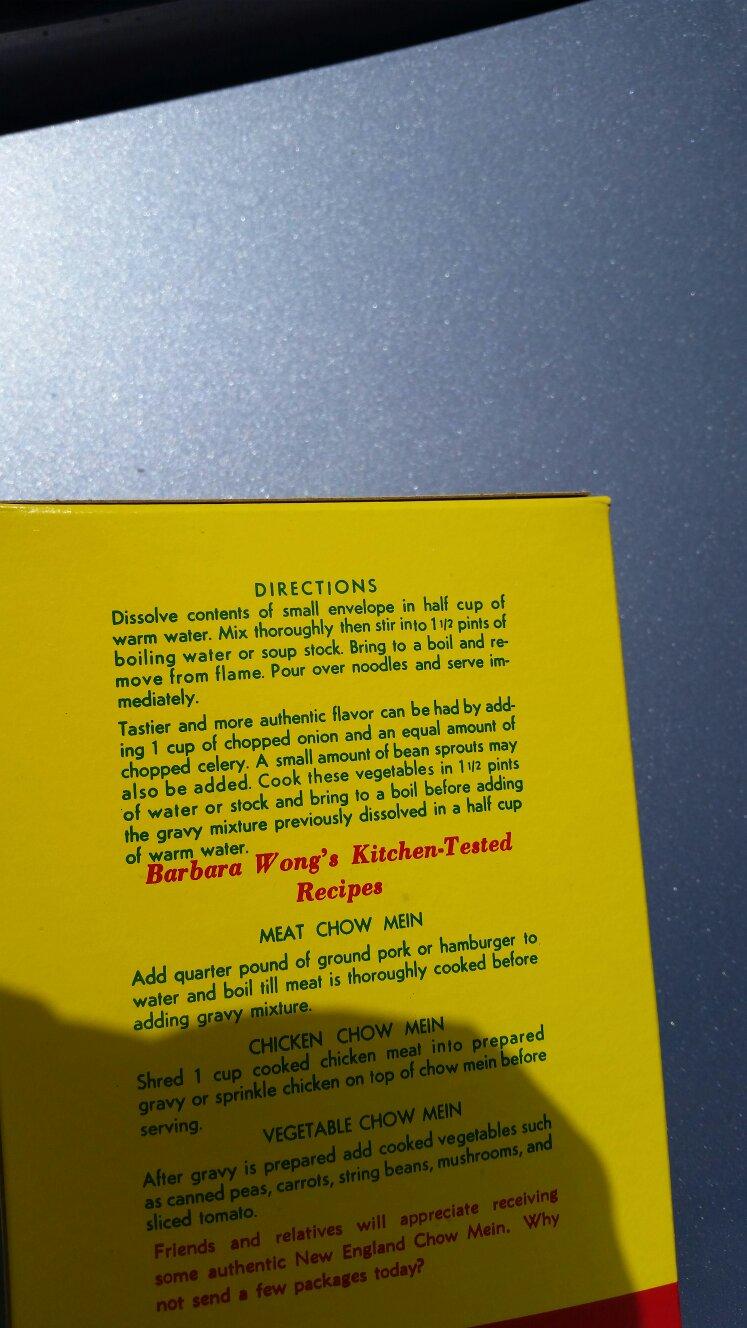 DIRECTIONS
Dissolve contents of small envelope in half cup of
warm water. Mix thoroughly then stir into 1 1/2 pints of
boiling water or soup stock. Bring to a boil and re-
move from flame. Pour over noodles and serve im-
mediately.
Tastier and more authentic flavor can be had by add-
ing 1 cup of chopped onion and an equal amount of
chopped celery. A small amount of bean sprouts may
also be added. Cook these vegetables in 1 1/2 pints
of water or stock and bring to a boil before adding
the gravy mixture previously dissolved in a half cup
of warm water.
Barbara Wong's Kitchen-Tested
Recipes
MEAT CHOW MEIN
Add quarter pound of ground pork or hamburger to
water and boil till meat is thoroughly cooked before
adding gravy mixture.
CHICKEN CHOW MEIN
Shred 1 cup cooked chicken meat into prepared
gravy or sprinkle chicken on top of chow mein before
serving.
VEGETABLE CHOW MEIN
After gravy is prepared add cooked vegetables such
as canned peas, carrots, string beans, mushrooms, and
sliced tomato.
Friends and relatives will appreciate receiving
some authentic New England Chow Mein. Why
not send a few packages today?